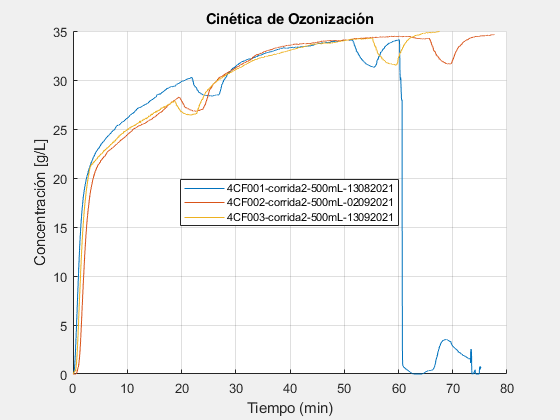 Cinética de Ozonización
Concentración [g/L]
35
30
25
20
15
10
5
0
4CF001-corrida2-500mL-13082021
4CF002-corrida2-500mL-02092021
4CF003-corrida2-500mL-13092021
0 10 20 30 40 50 60 70 80
Tiempo (min)